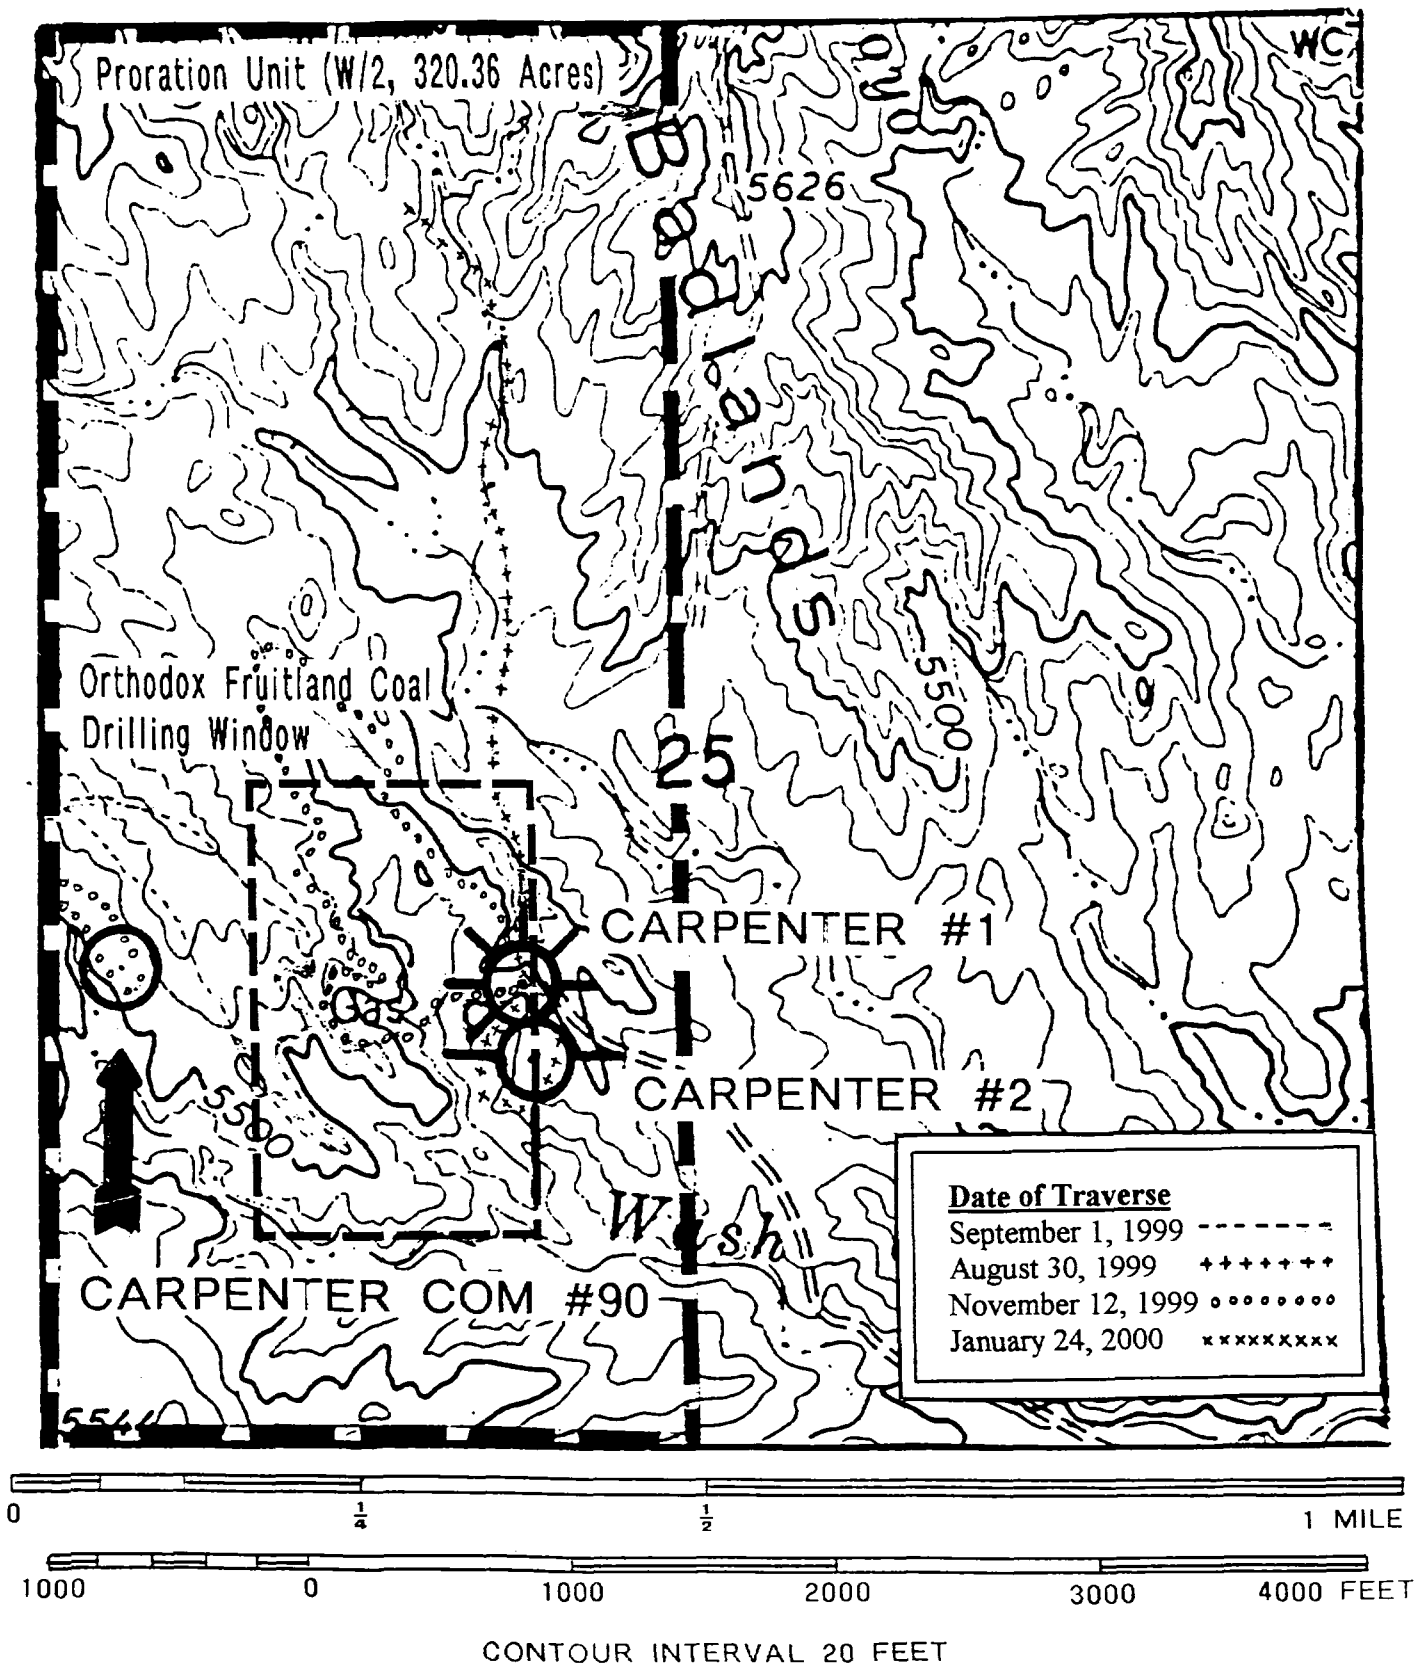 WC
Proration Unit (W/2, 320.36 Acres)
Badlands
5626
5500
Orthodox Fruitland Coal
Drilling Window
25
CARPENTER #1
Gas
CARPENTER #2
5500
Wash
CARPENTER COM #90
Date of Traverse
September 1, 1999
August 30, 1999
November 12, 1999
January 24, 2000
0 1/4 1/2 1 MILE
1000 0 1000 2000 3000 4000 FEET
CONTOUR INTERVAL 20 FEET